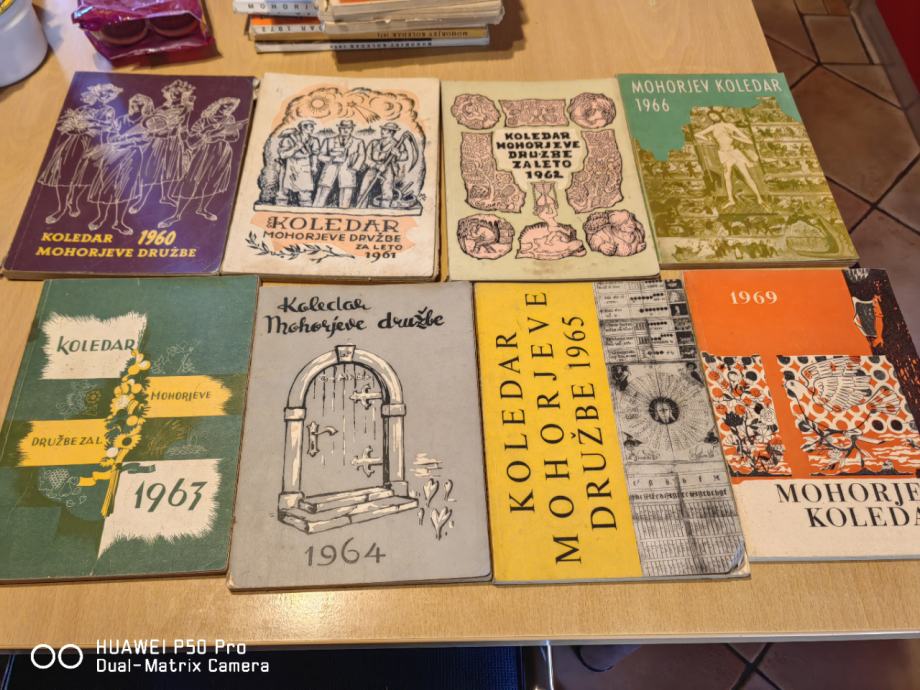 KOLEDAR 1960
MOHORJEVE DRUŽBE
KOLEDAR
MOHORJEVE DRVŽBE
ZA LETO
1961
KOLEDAR
MOHORJEVE
DRUŽBE
ZA LETO
1962
MOHORJEV KOLEDAR
1966
KOLEDAR
MOHORJEVE
DRUŽBE ZA L.
1963
Koledar
Mohorjeve družbe
1964
KOLEDAR
MOHORJEVE
DRUŽBE 1965
1969
MOHORJE
KOLEDA
HUAWEI P50 Pro
Dual-Matrix Camera